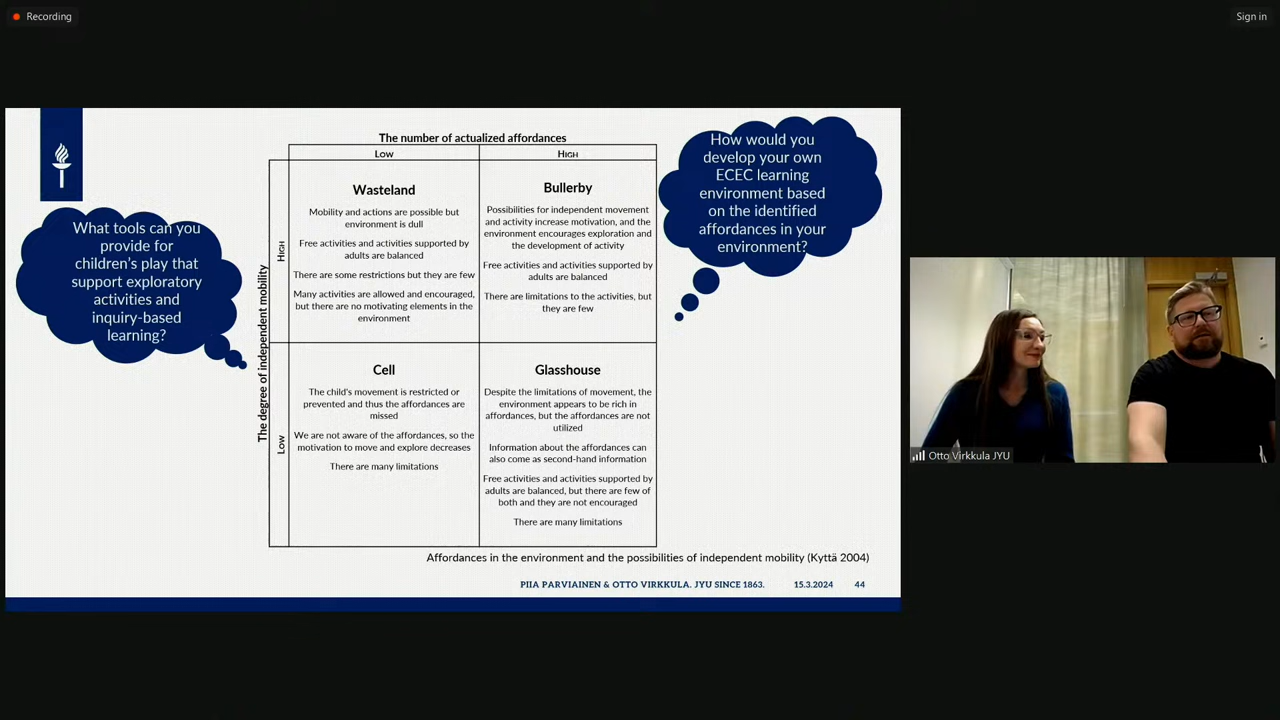 Recording
Sign in
What tools can you
provide for
children's play that
support exploratory
activities and
inquiry-based
learning?
The number of actualized affordances
Low
High
The degree of independent mobility
High
Wasteland
Mobility and actions are possible but
environment is dull
Free activities and activities supported by
adults are balanced
There are some restrictions but they are few
Many activities are allowed and encouraged,
but there are no motivating elements in the
environment
Bullerby
Possibilities for independent movement
and activity increase motivation, and the
environment encourages exploration and
the development of activity
Free activities and activities supported by
adults are balanced
There are limitations to the activities, but
they are few
Low
Cell
The child's movement is restricted or
prevented and thus the affordances are
missed
We are not aware of the affordances, so the
motivation to move and explore decreases
There are many limitations
Glasshouse
Despite the limitations of movement, the
environment appears to be rich in
affordances, but the affordances are not
utilized
Information about the affordances can
also come as second-hand information
Free activities and activities supported by
adults are balanced, but there are few of
both and they are not encouraged
There are many limitations
How would you
develop your own
ECEC learning
environment based
on the identified
affordances in your
environment?
Affordances in the environment and the possibilities of independent mobility (Kyttä 2004)
PIIA PARVIAINEN & OTTO VIRKKULA. JYU SINCE 1863.
15.3.2024
44
Otto Virkkula JYU